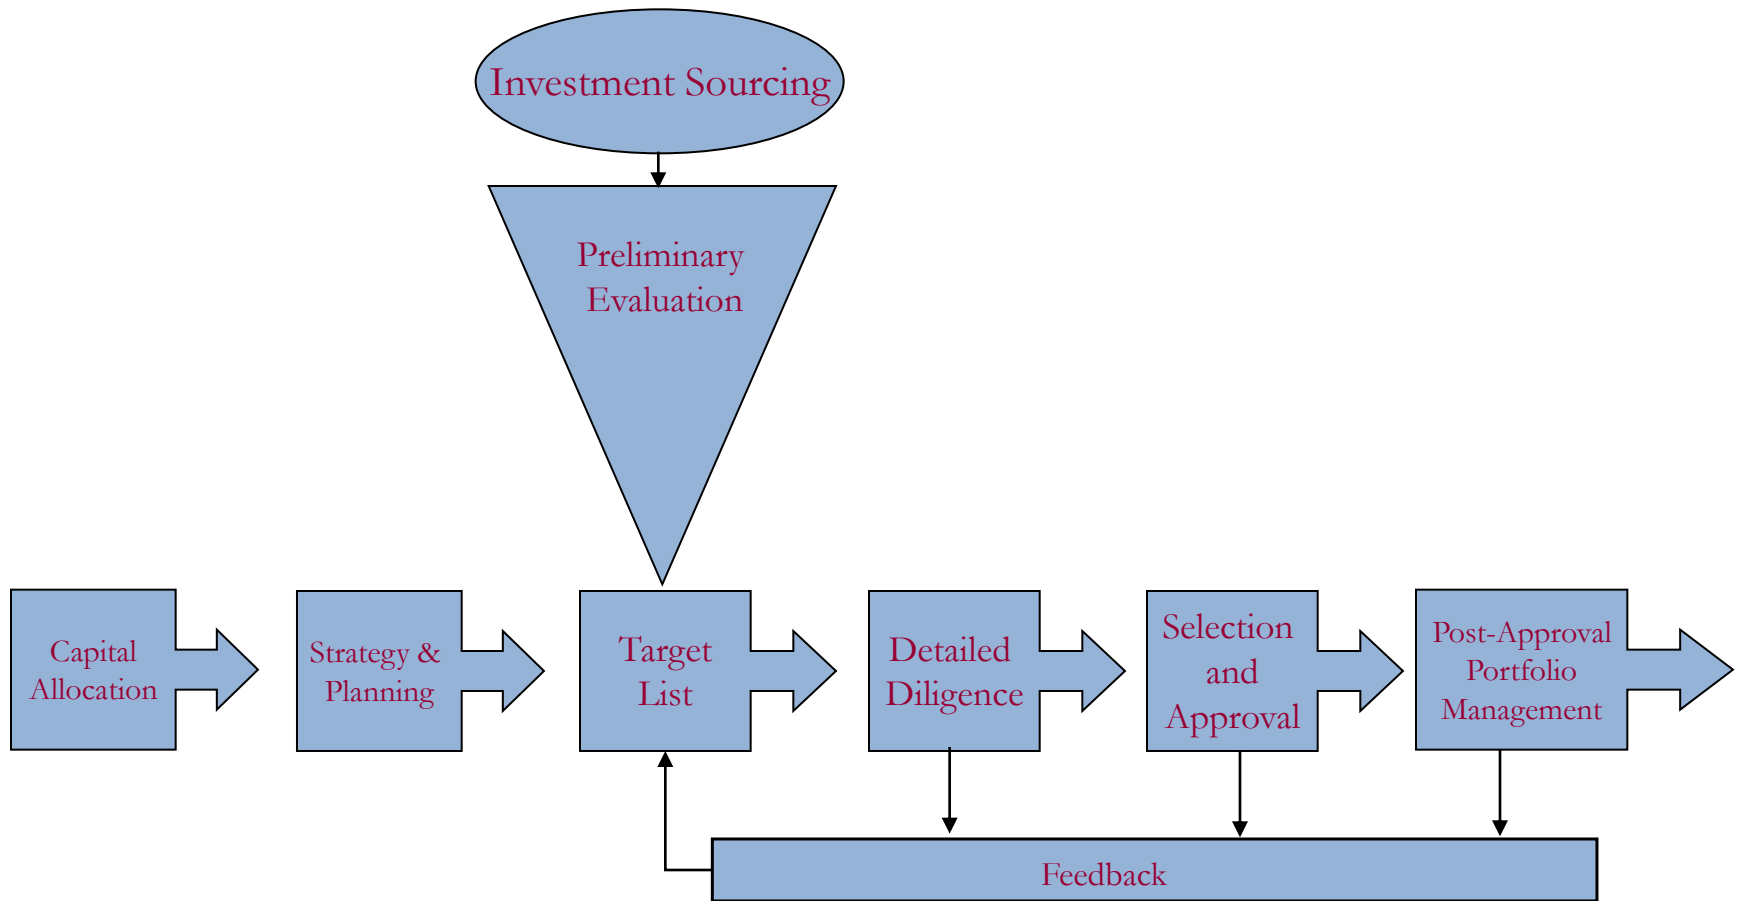 Investment Sourcing
Preliminary
Evaluation
Capital
Allocation
Strategy &
Planning
Target
List
Detailed
Diligence
Selection
and
Approval
Post-Approval
Portfolio
Management
Feedback